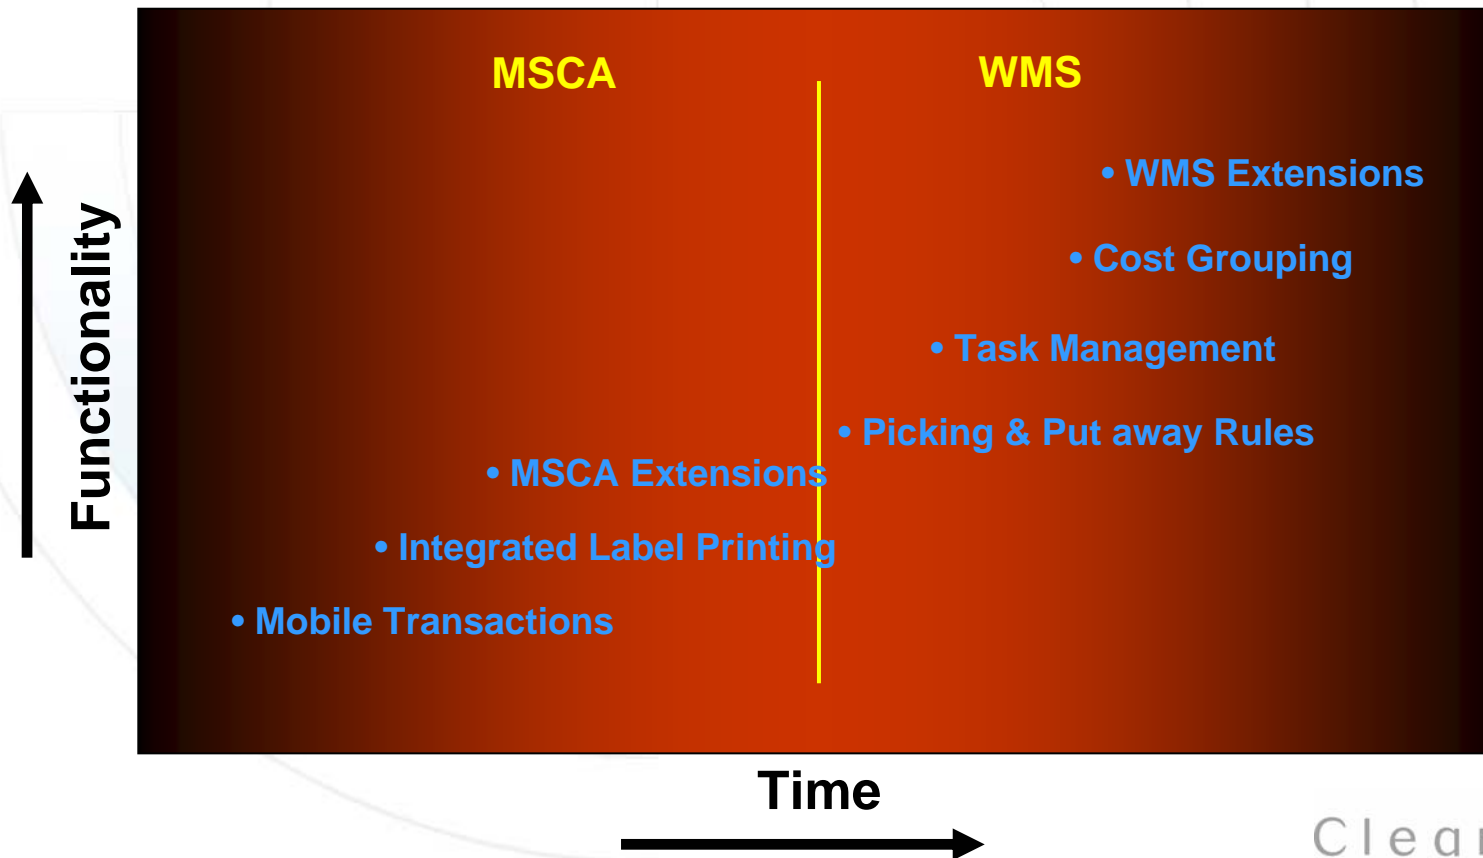 MSCA
WMS
• WMS Extensions
• Cost Grouping
• Task Management
• Picking & Put away Rules
• MSCA Extensions
• Integrated Label Printing
• Mobile Transactions
Functionality
Time
Clear